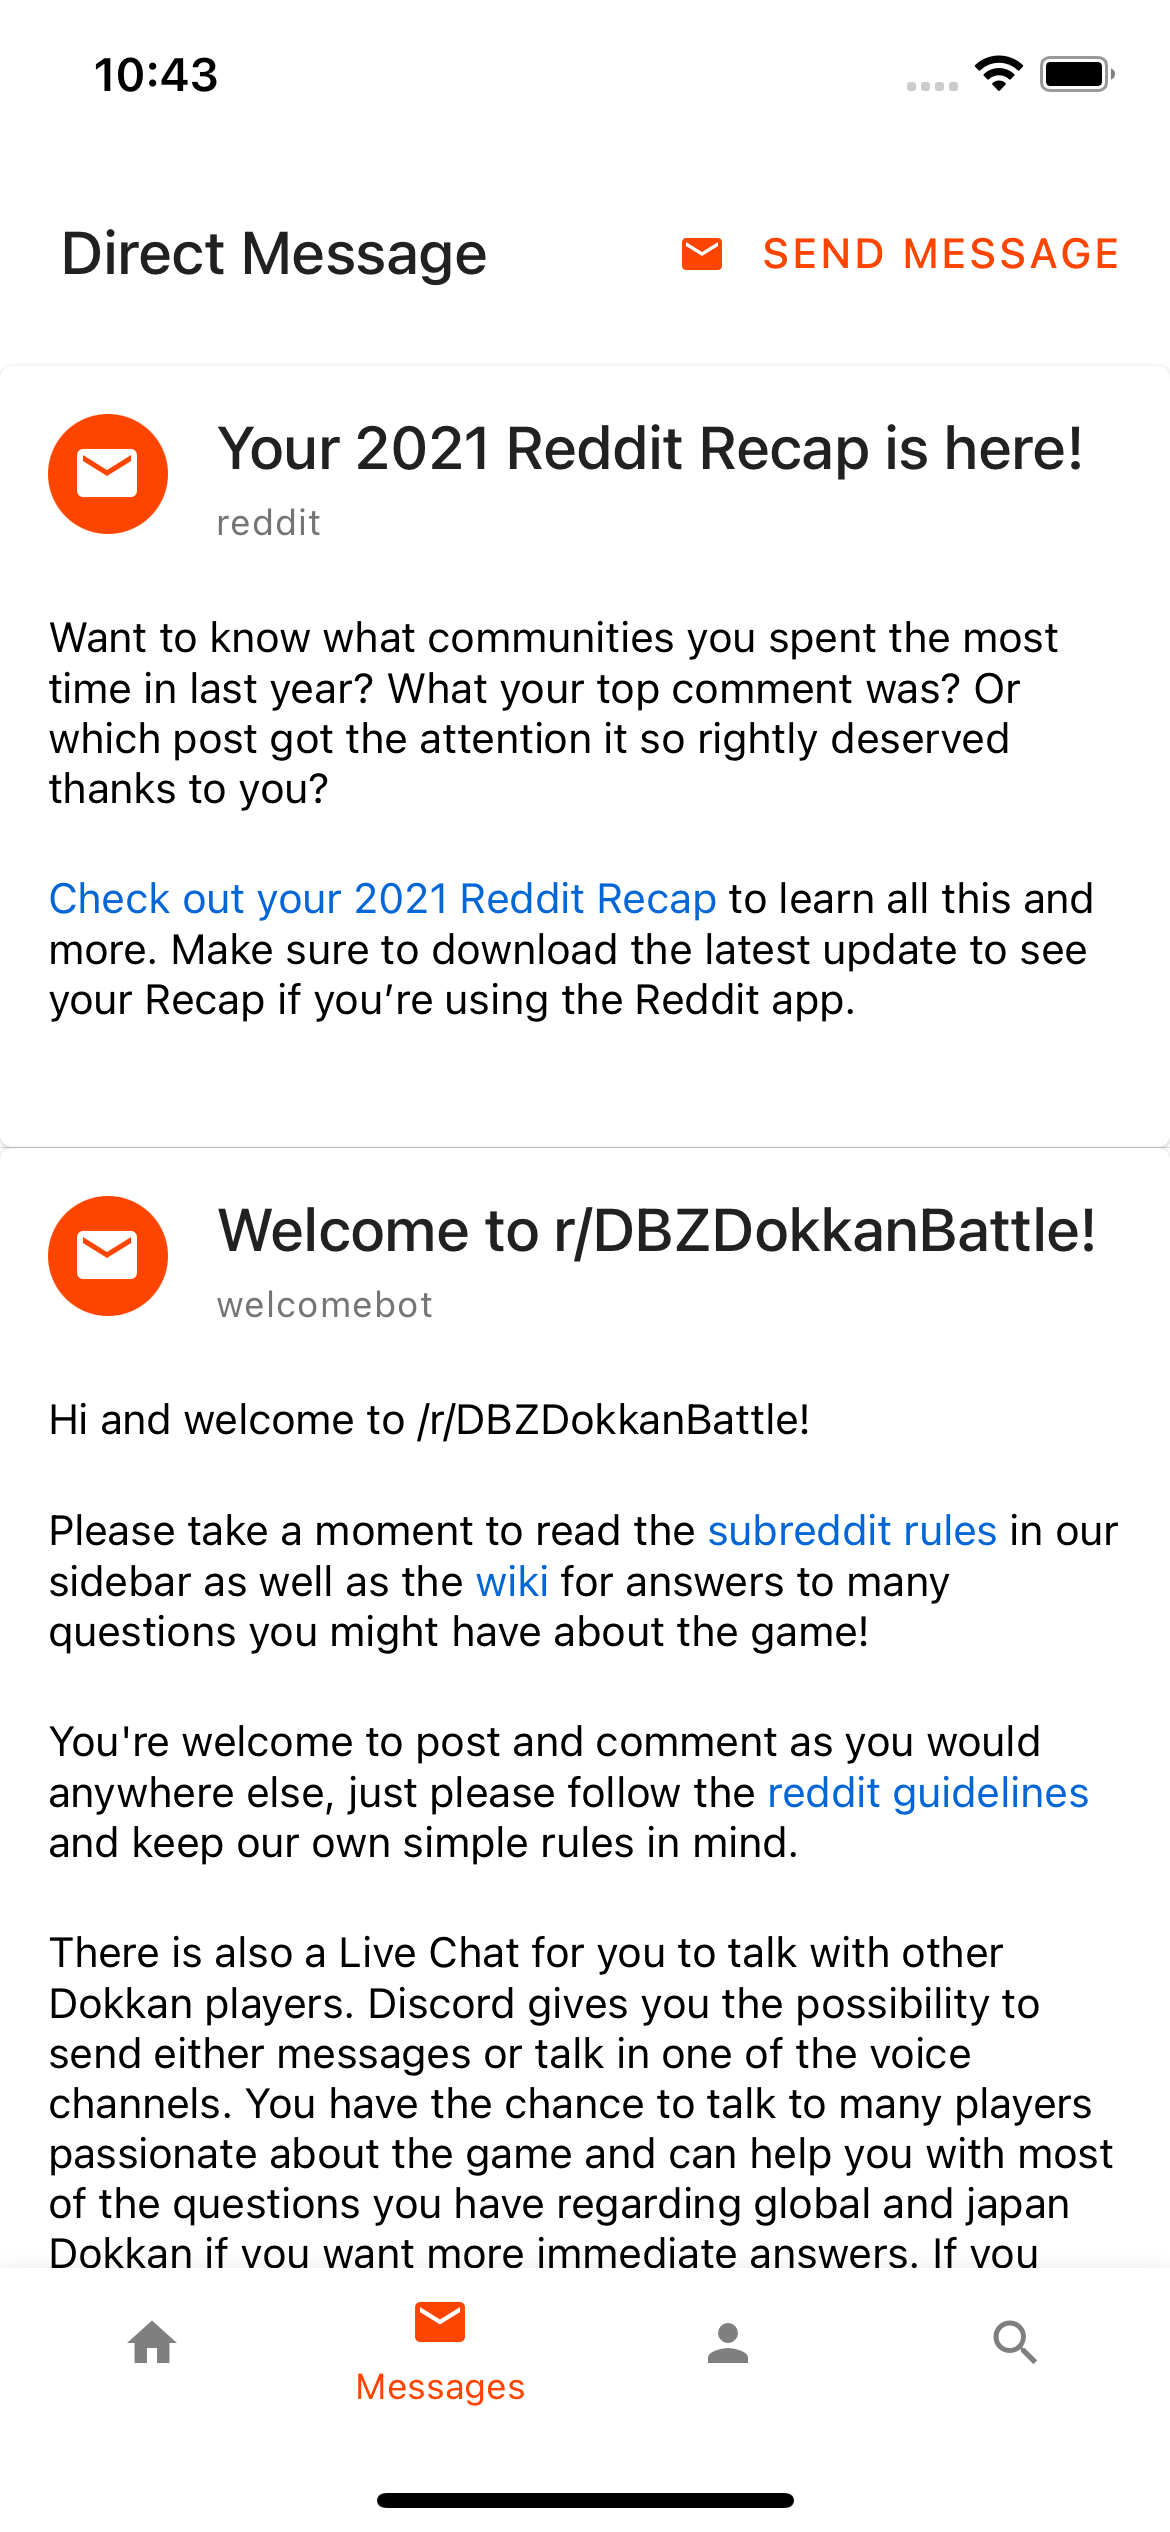 10:43
Direct Message
SEND MESSAGE
Your 2021 Reddit Recap is here!
reddit
Want to know what communities you spent the most
time in last year? What your top comment was? Or
which post got the attention it so rightly deserved
thanks to you?
Check out your 2021 Reddit Recap to learn all this and
more. Make sure to download the latest update to see
your Recap if you’re using the Reddit app.
Welcome to r/DBZDokkanBattle!
welcomebot
Hi and welcome to /r/DBZDokkanBattle!
Please take a moment to read the subreddit rules in our
sidebar as well as the wiki for answers to many
questions you might have about the game!
You're welcome to post and comment as you would
anywhere else, just please follow the reddit guidelines
and keep our own simple rules in mind.
There is also a Live Chat for you to talk with other
Dokkan players. Discord gives you the possibility to
send either messages or talk in one of the voice
channels. You have the chance to talk to many players
passionate about the game and can help you with most
of the questions you have regarding global and japan
Dokkan if you want more immediate answers. If you
Messages